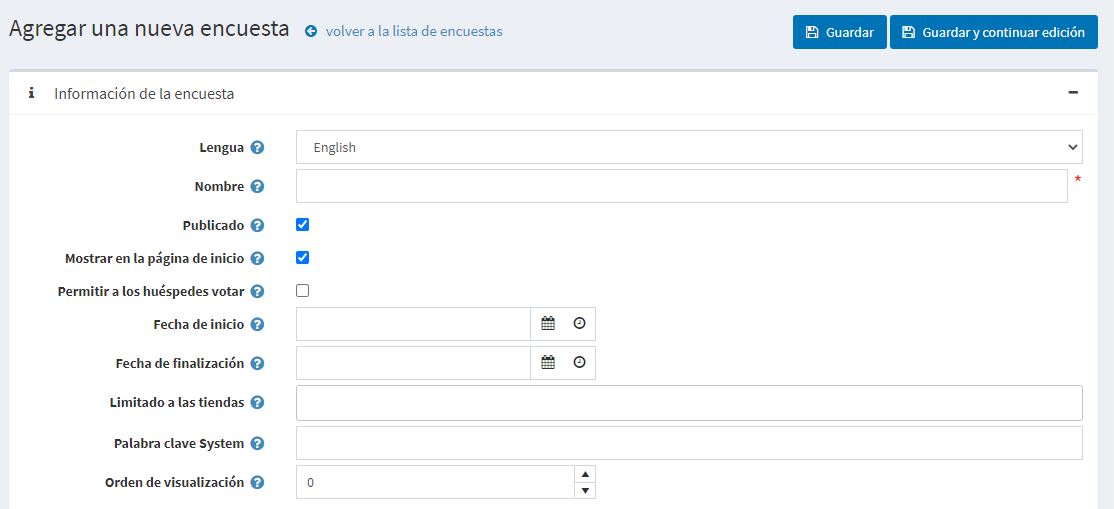 Agregar una nueva encuesta volver a la lista de encuestas Guardar Guardar y continuar edición
Información de la encuesta
Lengua English
Nombre *
Publicado
Mostrar en la página de inicio
Permitir a los huéspedes votar
Fecha de inicio
Fecha de finalización
Limitado a las tiendas
Palabra clave System
Orden de visualización 0